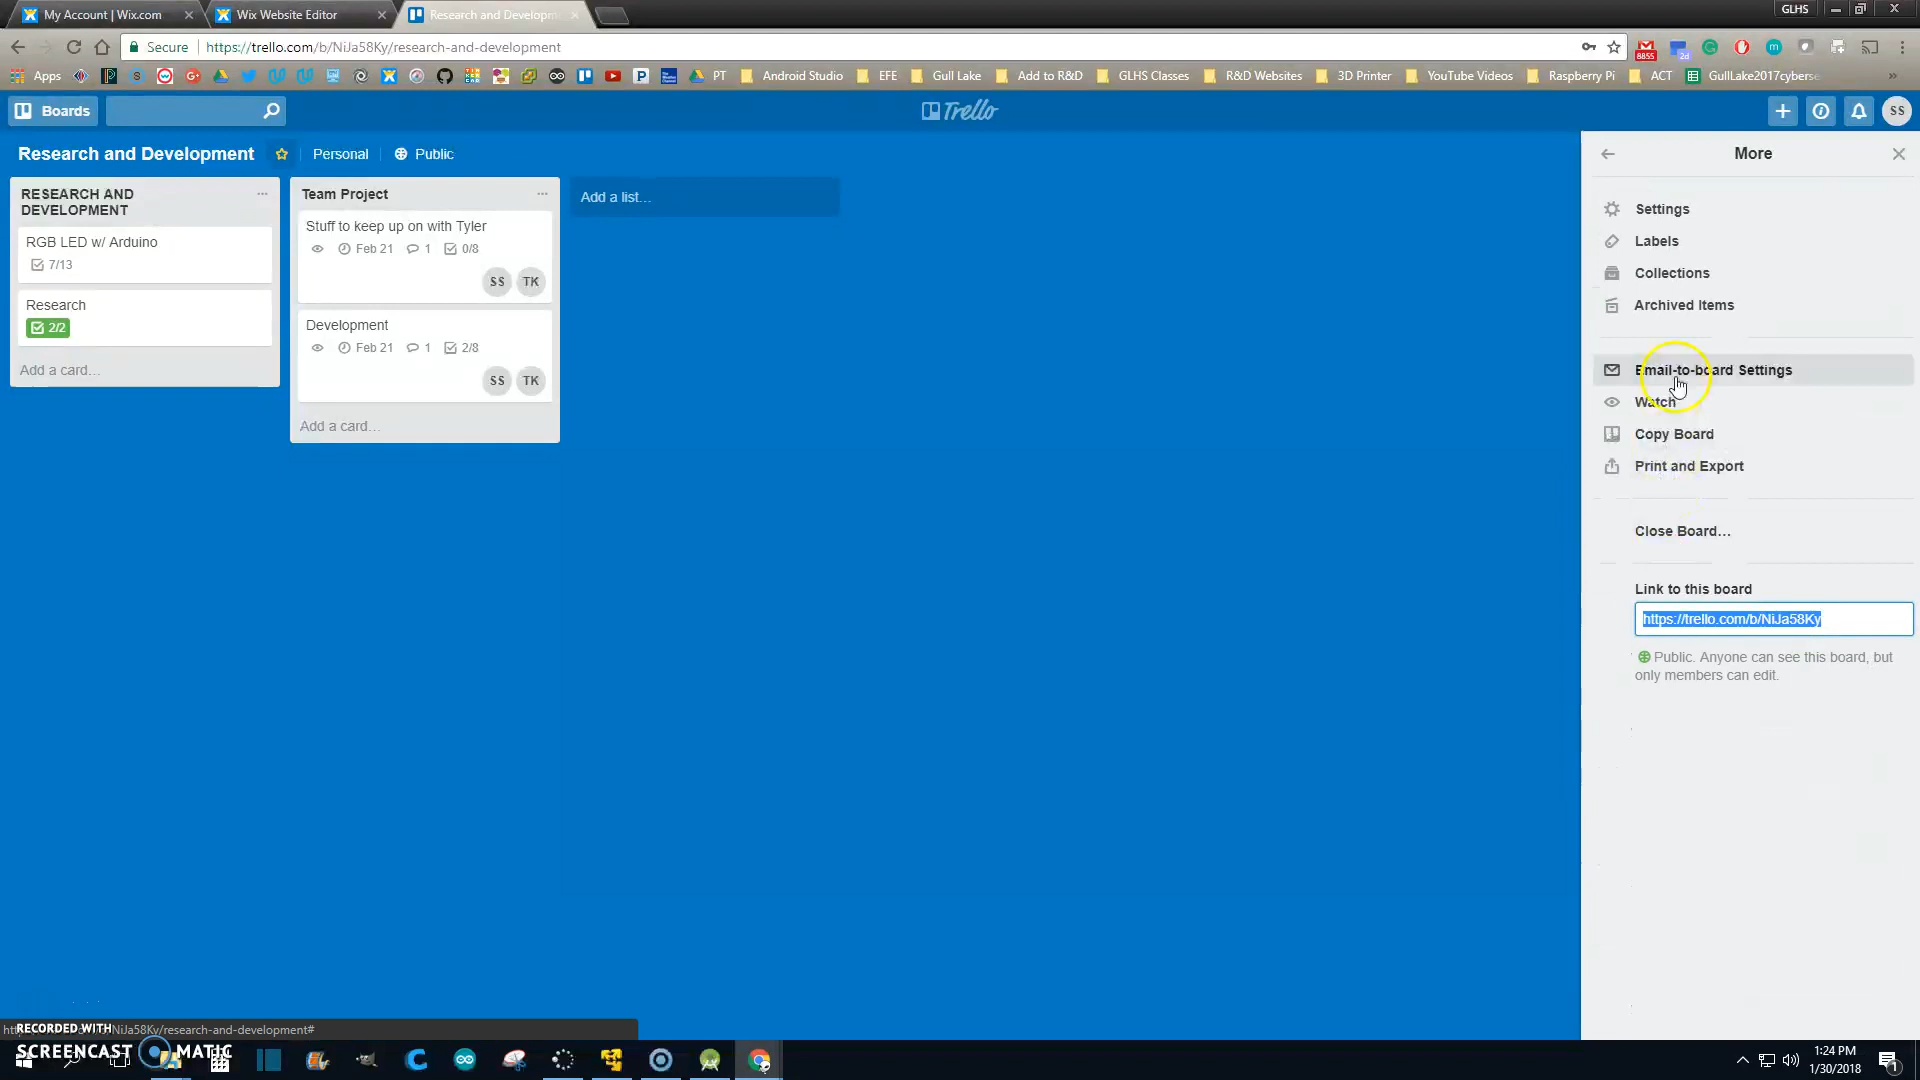 My Account | Wix.com
Wix Website Editor
Research and Developm
GLHS
Secure
https://trello.com/b/NiJa58Ky/research-and-development
8855
2d
Apps
PT
Android Studio
EFE
Gull Lake
Add to R&D
GLHS Classes
R&D Websites
3D Printer
YouTube Videos
Raspberry Pi
ACT
GullLake2017cyberse
Boards
Trello
SS
Research and Development
Personal
Public
RESEARCH AND
DEVELOPMENT
RGB LED w/ Arduino
7/13
Research
2/2
Add a card...
Team Project
Stuff to keep up on with Tyler
Feb 21
1
0/8
SS
TK
Development
Feb 21
1
2/8
SS
TK
Add a card...
Add a list...
More
Settings
Labels
Collections
Archived Items
Email-to-board Settings
Watch
Copy Board
Print and Export
Close Board...
Link to this board
https://trello.com/b/NiJa58Ky
Public. Anyone can see this board, but
only members can edit.
NiJa58Ky/research-and-development#
RECORDED WITH
SCREENCAST MATIC
1:24 PM
1/30/2018
1